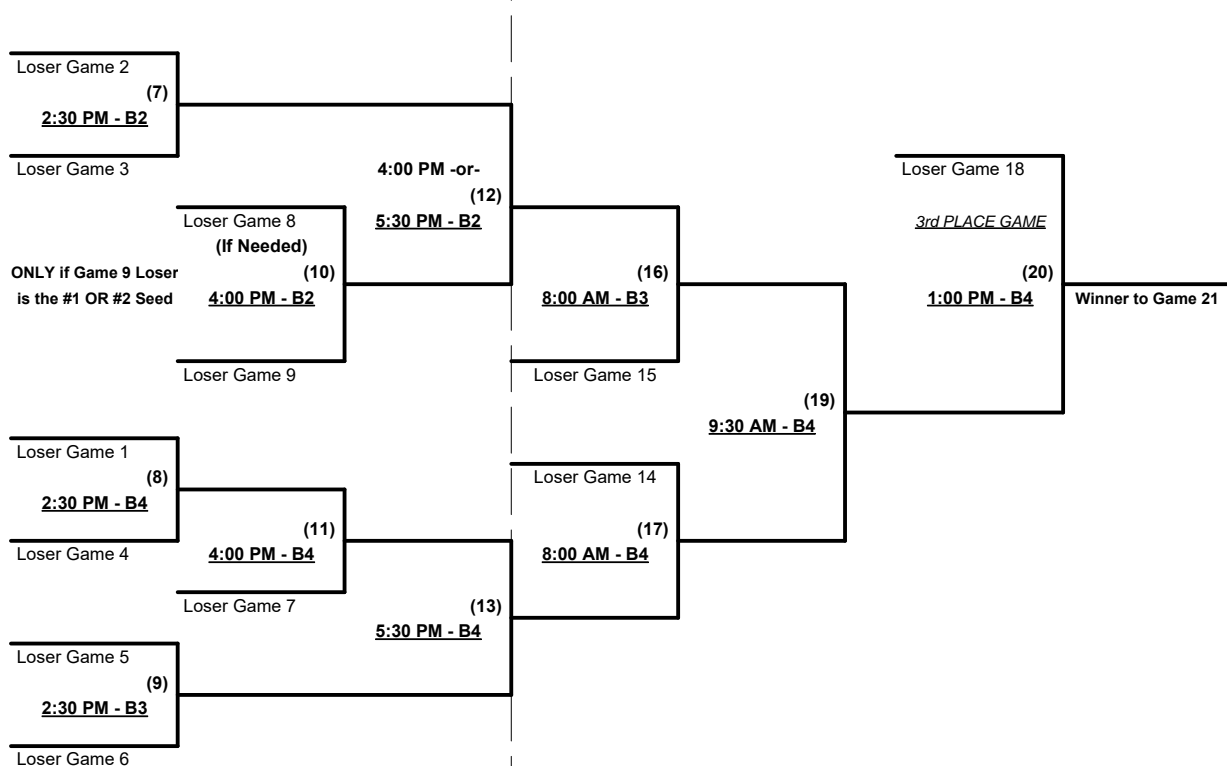 Loser Game 2
(7)
2:30 PM - B2
Loser Game 3
4:00 PM -or-
(12)
5:30 PM - B2
Loser Game 18
3rd PLACE GAME
(20)
1:00 PM - B4
Winner to Game 21
Loser Game 8
(If Needed)
ONLY if Game 9 Loser
is the #1 OR #2 Seed
(10)
4:00 PM - B2
Loser Game 9
(16)
8:00 AM - B3
Loser Game 15
(19)
9:30 AM - B4
Loser Game 1
(8)
2:30 PM - B4
Loser Game 4
(11)
4:00 PM - B4
Loser Game 7
Loser Game 14
(17)
8:00 AM - B4
(13)
5:30 PM - B4
Loser Game 5
(9)
2:30 PM - B3
Loser Game 6